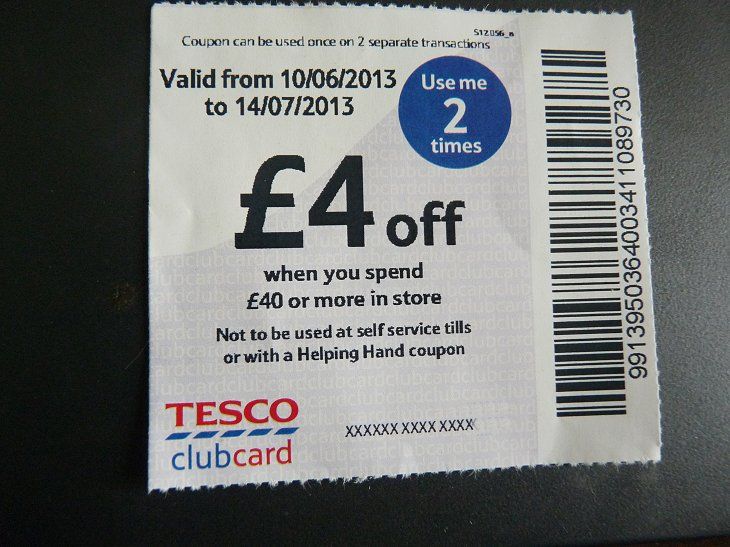 S12056_a
Coupon can be used once on 2 separate transactions
Valid from 10/06/2013
to 14/07/2013
Use me
2
times
£4 off
when you spend
£40 or more in store
Not to be used at self service tills
or with a Helping Hand coupon
TESCO
clubcard
XXXXXX XXXX XXXX
9913950364003411089730